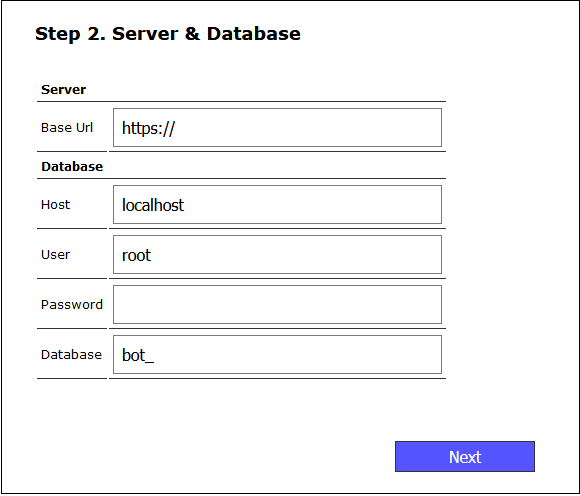 Step 2. Server & Database
Server
Base Url https://
Database
Host localhost
User root
Password
Database bot_
Next